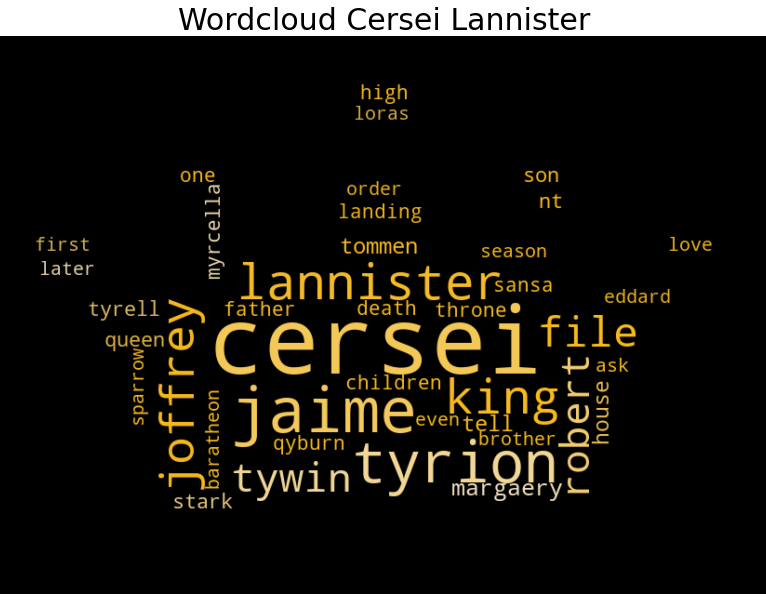 Wordcloud Cersei Lannister
high
loras
one
son
myrcella
order
nt
landing
first
tommen
season
love
later
lannister
sansa
eddard
tyrell
father
death
throne
joffrey
queen
cersei
file
sparrow
ask
robert
children
house
baratheon
jaime
king
even
tell
qyburn
brother
tywin
tyrion
margaery
stark